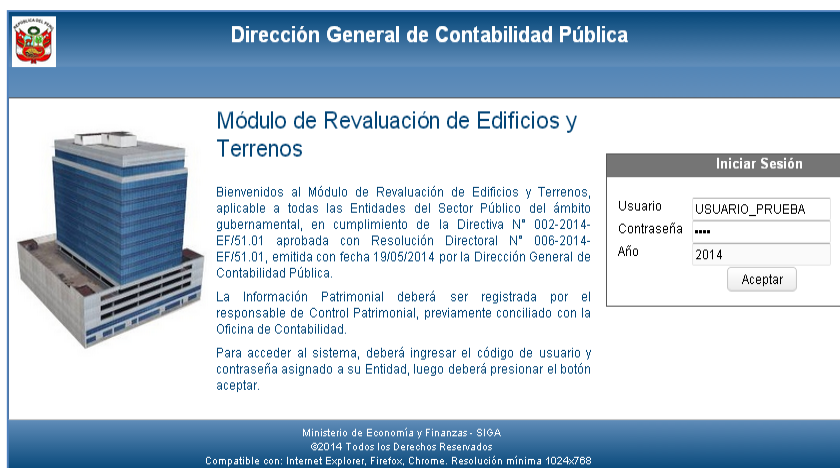 REPUBLICA DEL PERU
Dirección General de Contabilidad Pública
Módulo de Revaluación de Edificios y
Terrenos
Bienvenidos al Módulo de Revaluación de Edificios y Terrenos,
aplicable a todas las Entidades del Sector Público del ámbito
gubernamental, en cumplimiento de la Directiva N° 002-2014-
EF/51.01 aprobada con Resolución Directoral N° 006-2014-
EF/51.01, emitida con fecha 19/05/2014 por la Dirección General de
Contabilidad Pública.
La Información Patrimonial deberá ser registrada por el
responsable de Control Patrimonial, previamente conciliado con la
Oficina de Contabilidad.
Para acceder al sistema, deberá ingresar el código de usuario y
contraseña asignado a su Entidad, luego deberá presionar el botón
aceptar.
Iniciar Sesión
Usuario USUARIO_PRUEBA
Contraseña ••••
Año 2014
Aceptar
Ministerio de Economía y Finanzas - SIGA
©2014 Todos los Derechos Reservados
Compatible con: Internet Explorer, Firefox, Chrome. Resolución mínima 1024x768